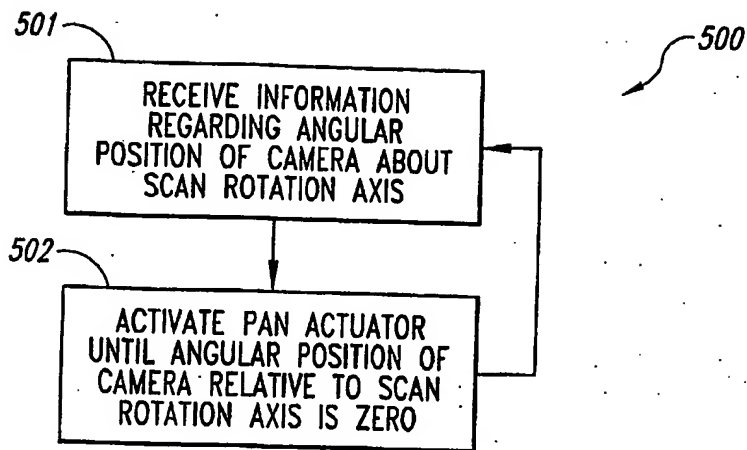 501
500
RECEIVE INFORMATION
REGARDING ANGULAR
POSITION OF CAMERA ABOUT
SCAN ROTATION AXIS
502
ACTIVATE PAN ACTUATOR
UNTIL ANGULAR POSITION OF
CAMERA RELATIVE TO SCAN
ROTATION AXIS IS ZERO